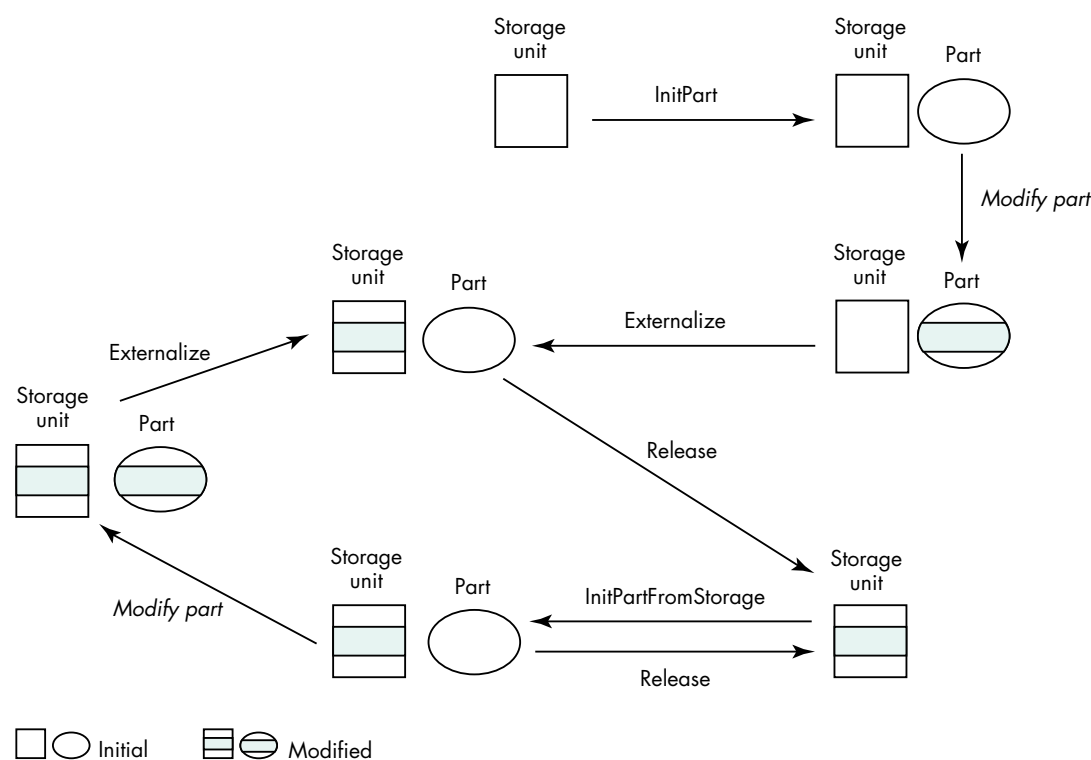 Storage
unit
Storage
unit
Part
InitPart
Modify part
Storage
unit
Part
Storage
unit
Part
Externalize
Externalize
Storage
unit
Part
Release
Storage
unit
Part
Storage
unit
InitPartFromStorage
Modify part
Release
Initial
Modified